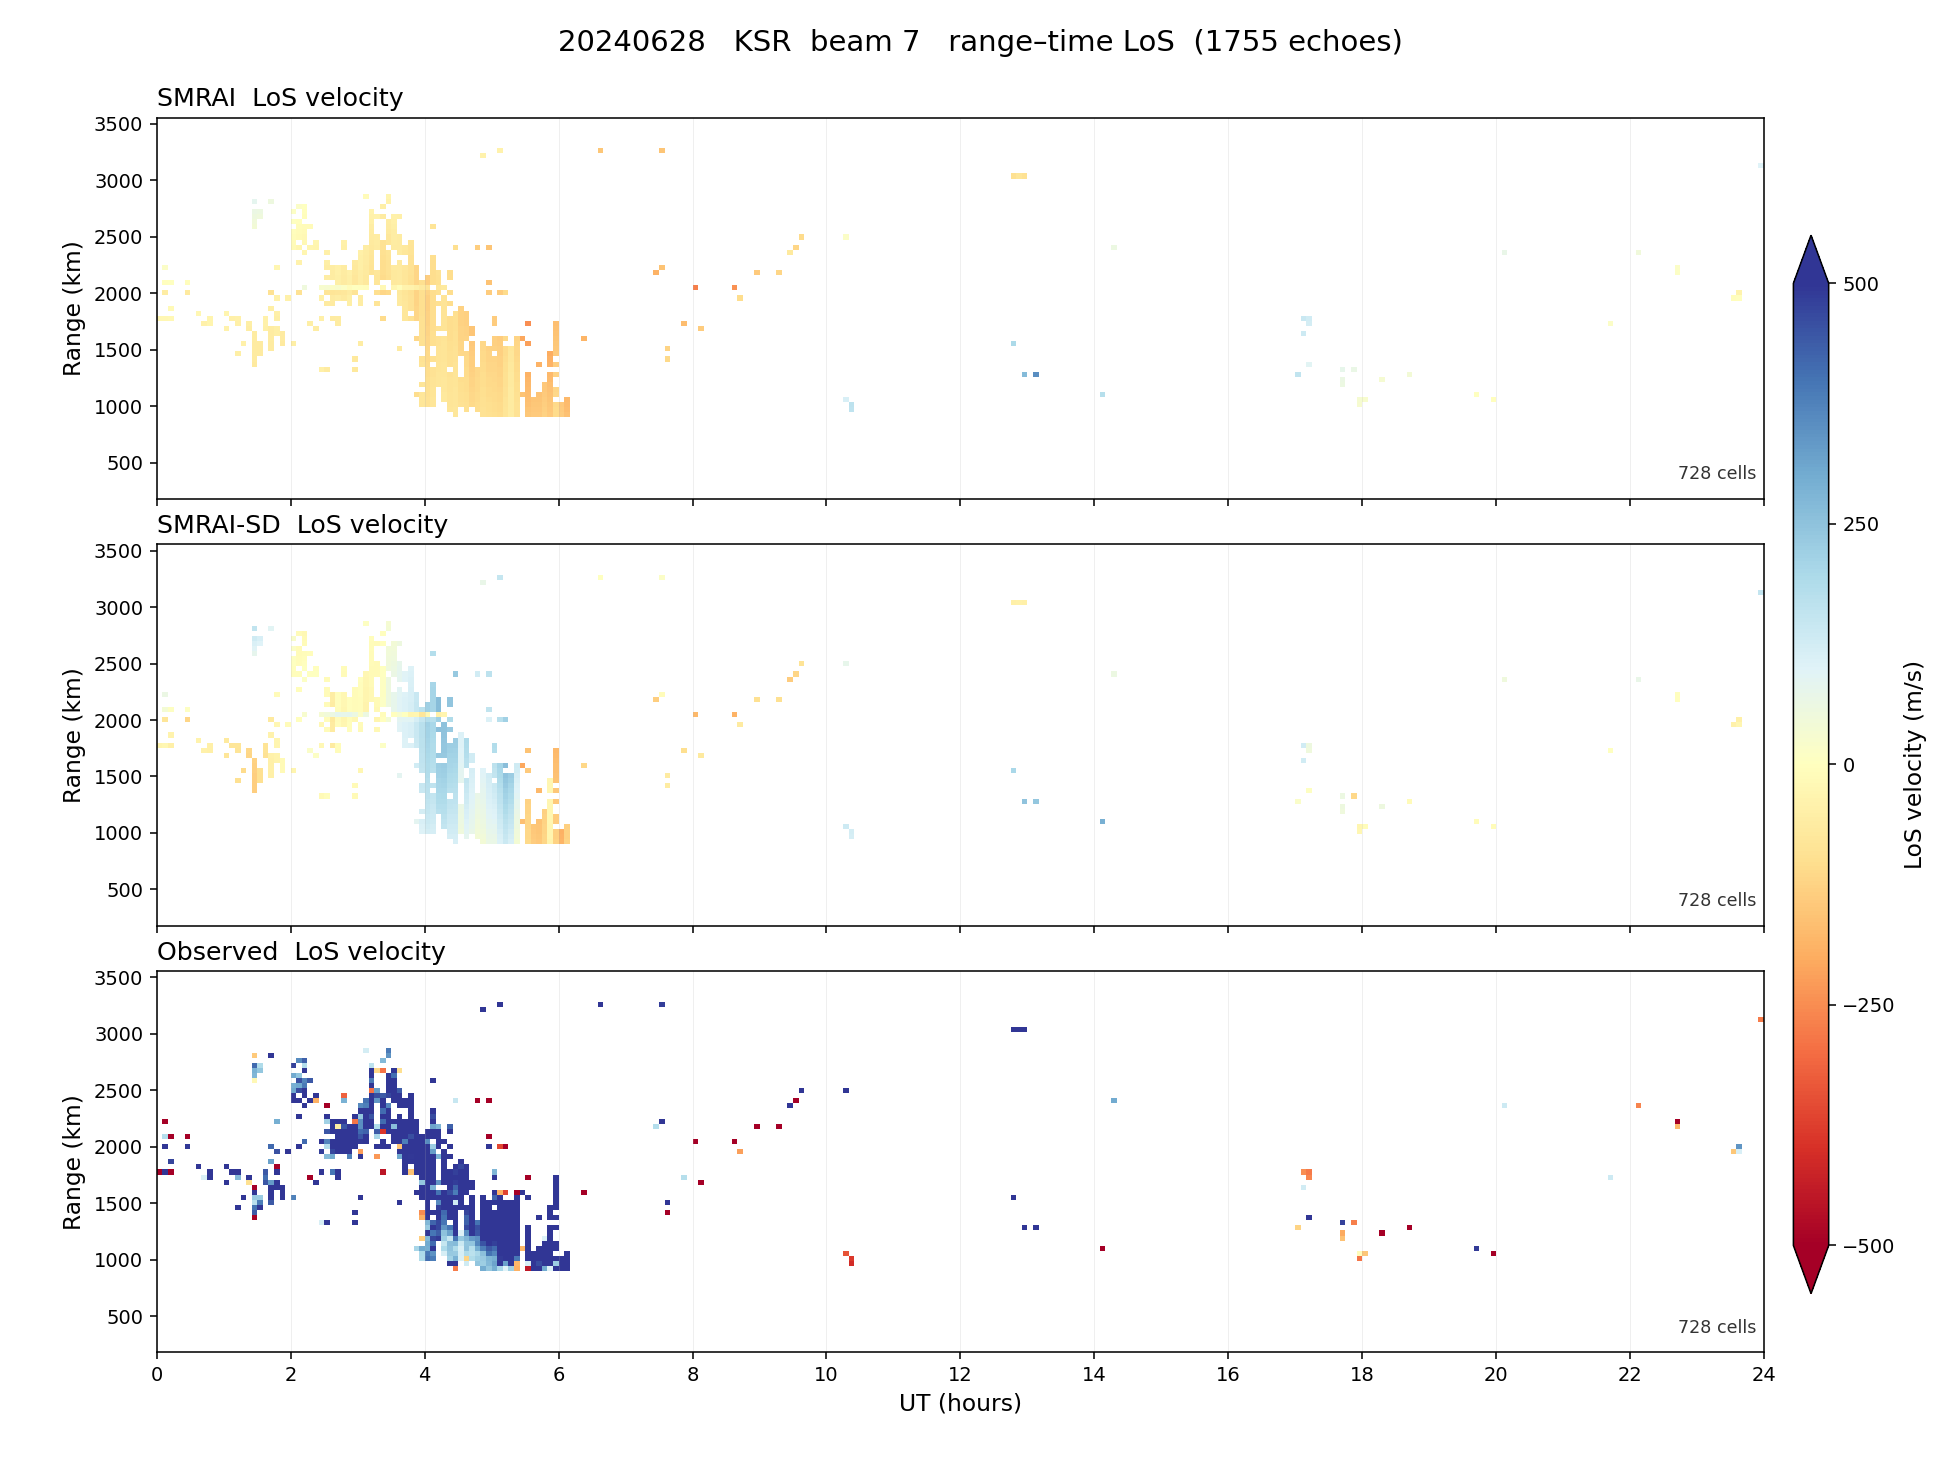 20240628 KSR beam 7 range–time LoS (1755 echoes)
SMRAI LoS velocity
3500
3000
2500
2000
1500
1000
500
Range (km)
728 cells
SMRAI-SD LoS velocity
3500
3000
2500
2000
1500
1000
500
Range (km)
728 cells
Observed LoS velocity
3500
3000
2500
2000
1500
1000
500
Range (km)
728 cells
0 2 4 6 8 10 12 14 16 18 20 22 24
UT (hours)
500
250
0
−250
−500
LoS velocity (m/s)